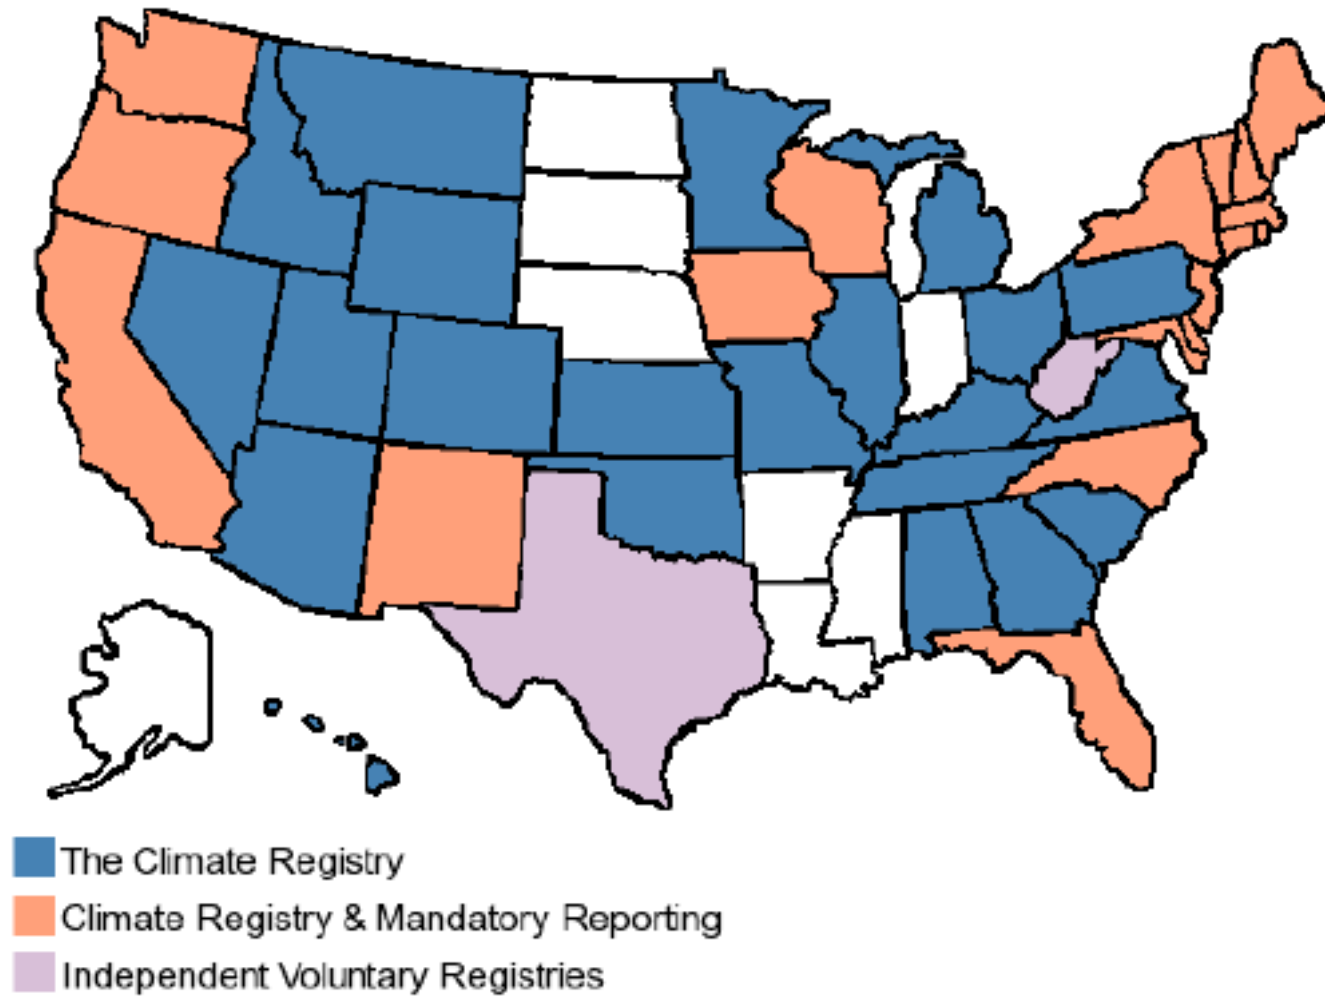 The Climate Registry
Climate Registry & Mandatory Reporting
Independent Voluntary Registries